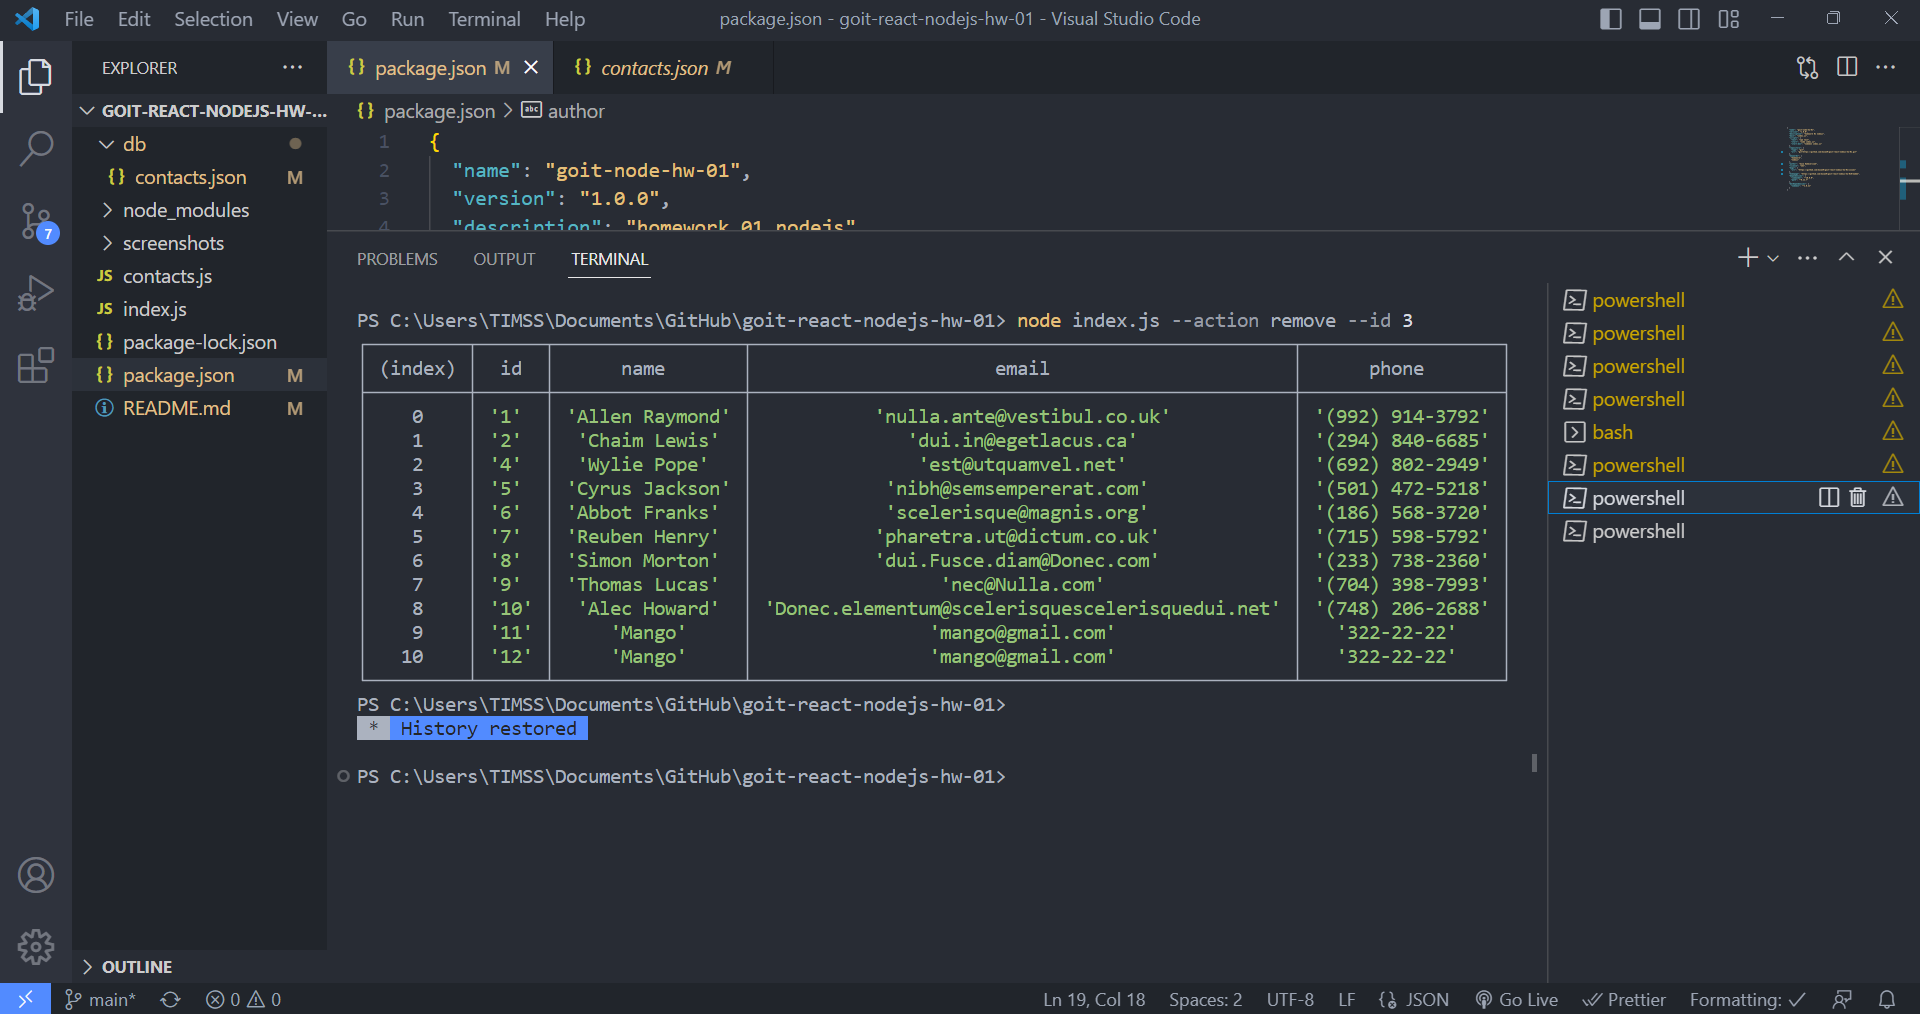 File Edit Selection View Go Run Terminal Help
package.json - goit-react-nodejs-hw-01 - Visual Studio Code
EXPLORER
{} package.json M
{} contacts.json M
GOIT-REACT-NODEJS-HW-...
db
{} contacts.json M
node_modules
screenshots
JS contacts.js
JS index.js
{} package-lock.json
{} package.json M
README.md M
7
OUTLINE
{} package.json > abc author
1 {
2 "name": "goit-node-hw-01",
3 "version": "1.0.0",
4 "description": "homework 01 nodejs"
PROBLEMS OUTPUT TERMINAL
PS C:\Users\TIMSS\Documents\GitHub\goit-react-nodejs-hw-01> node index.js --action remove --id 3
(index) id name email phone
0 '1' 'Allen Raymond' 'nulla.ante@vestibul.co.uk' '(992) 914-3792'
1 '2' 'Chaim Lewis' 'dui.in@egetlacus.ca' '(294) 840-6685'
2 '4' 'Wylie Pope' 'est@utquamvel.net' '(692) 802-2949'
3 '5' 'Cyrus Jackson' 'nibh@semsempererat.com' '(501) 472-5218'
4 '6' 'Abbot Franks' 'scelerisque@magnis.org' '(186) 568-3720'
5 '7' 'Reuben Henry' 'pharetra.ut@dictum.co.uk' '(715) 598-5792'
6 '8' 'Simon Morton' 'dui.Fusce.diam@Donec.com' '(233) 738-2360'
7 '9' 'Thomas Lucas' 'nec@Nulla.com' '(704) 398-7993'
8 '10' 'Alec Howard' 'Donec.elementum@scelerisquescelerisquedui.net' '(748) 206-2688'
9 '11' 'Mango' 'mango@gmail.com' '322-22-22'
10 '12' 'Mango' 'mango@gmail.com' '322-22-22'
PS C:\Users\TIMSS\Documents\GitHub\goit-react-nodejs-hw-01>
* History restored
PS C:\Users\TIMSS\Documents\GitHub\goit-react-nodejs-hw-01>
powershell
powershell
powershell
powershell
bash
powershell
powershell
powershell
main* 0 0
Ln 19, Col 18 Spaces: 2 UTF-8 LF JSON Go Live Prettier Formatting: ✓